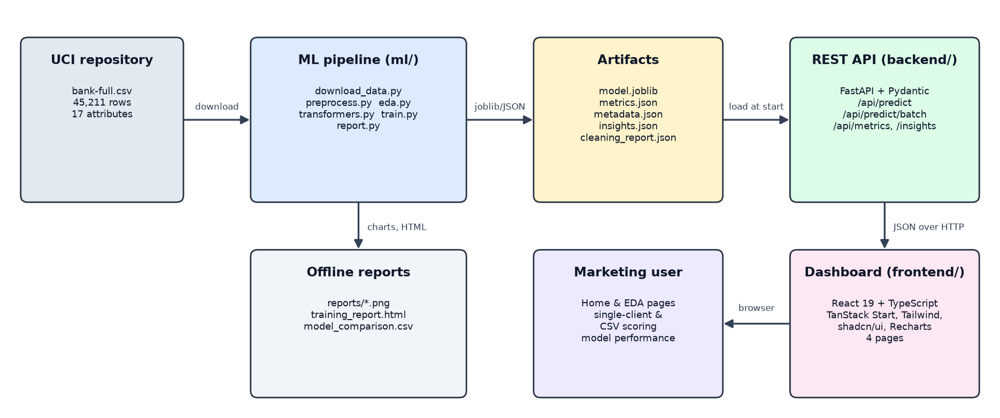 UCI repository
bank-full.csv
45,211 rows
17 attributes
download
ML pipeline (ml/)
download_data.py
preprocess.py  eda.py
transformers.py  train.py
report.py
joblib/JSON
Artifacts
model.joblib
metrics.json
metadata.json
insights.json
cleaning_report.json
load at start
REST API (backend/)
FastAPI + Pydantic
/api/predict
/api/predict/batch
/api/metrics, /insights
charts, HTML
JSON over HTTP
Offline reports
reports/*.png
training_report.html
model_comparison.csv
Marketing user
Home & EDA pages
single-client &
CSV scoring
model performance
browser
Dashboard (frontend/)
React 19 + TypeScript
TanStack Start, Tailwind,
shadcn/ui, Recharts
4 pages